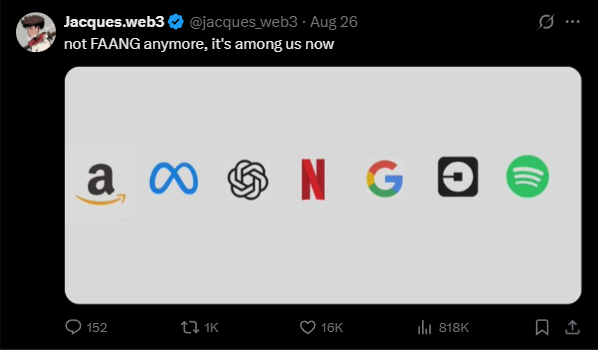 Jacques.web3 @jacques_web3 · Aug 26
not FAANG anymore, it's among us now
a N G
152 1K 16K 818K